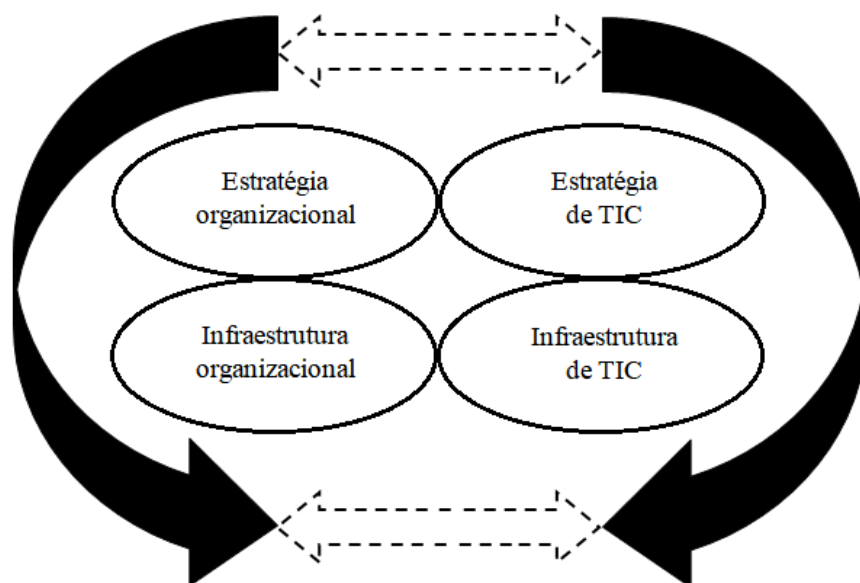 Estratégia
organizacional
Estratégia
de TIC
Infraestrutura
organizacional
Infraestrutura
de TIC